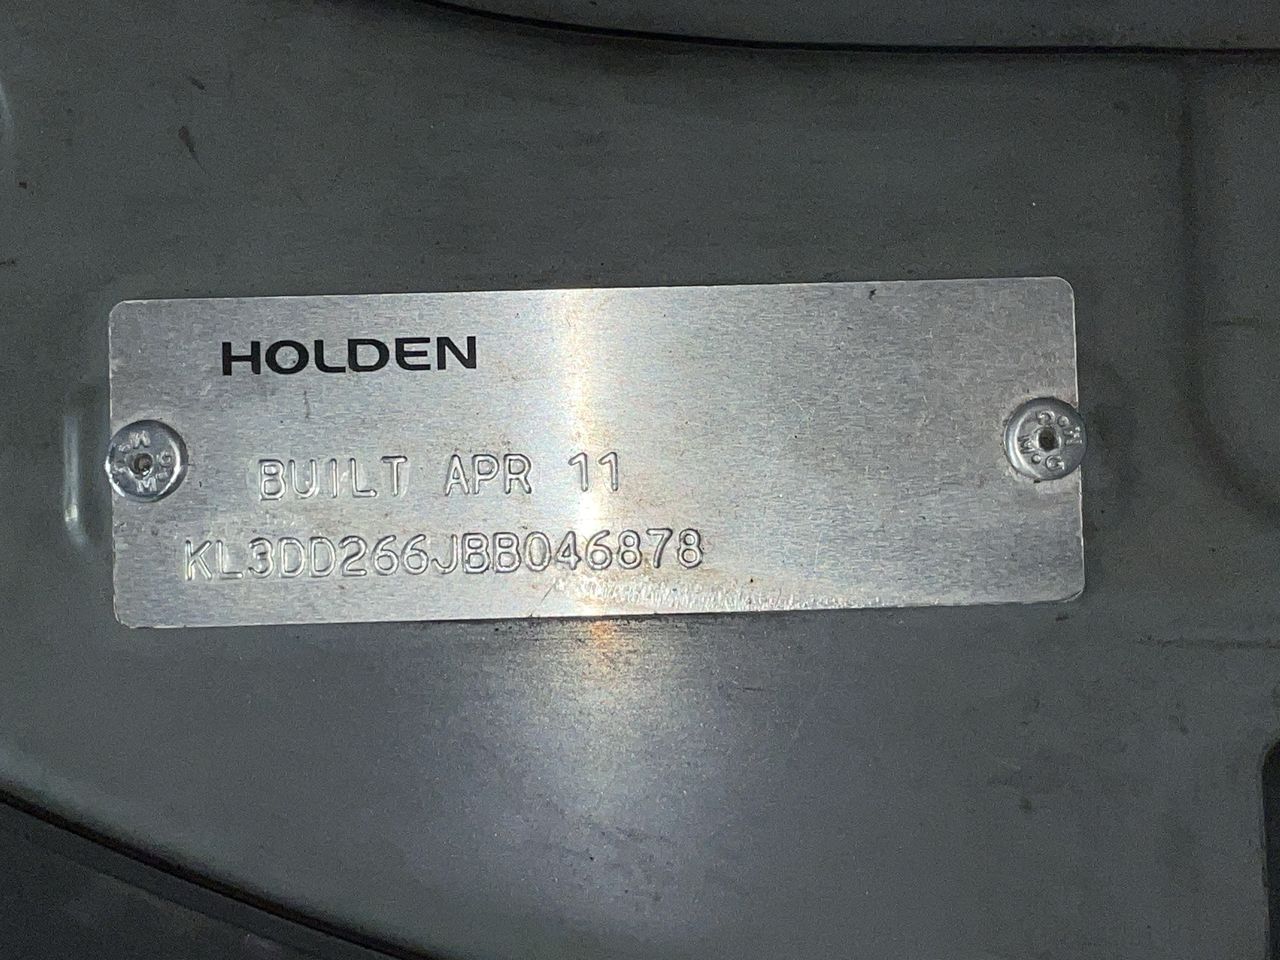 HOLDEN
BUILT APR 11
KL3DD266JBB046878